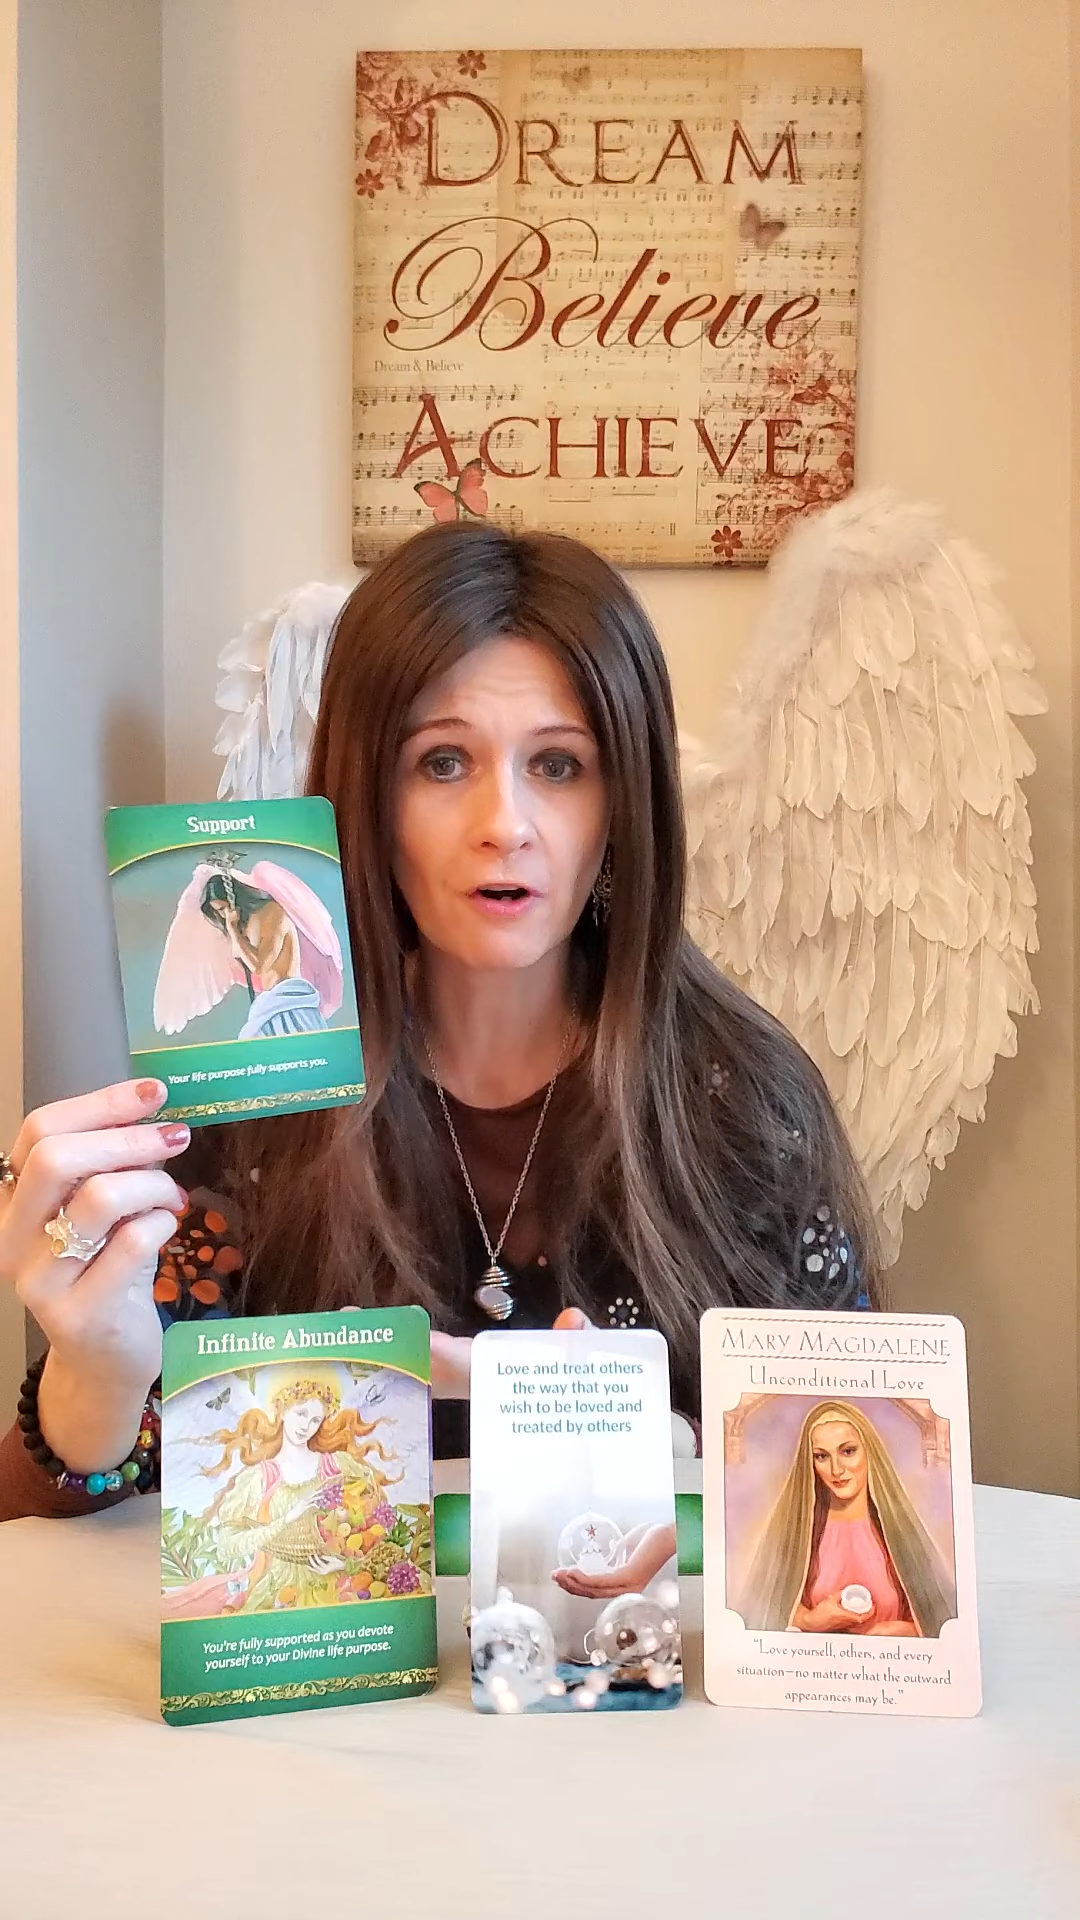 DREAM
Believe
Dream & Believe
ACHIEVE
Support
Your life purpose fully supports you.
Infinite Abundance
You're fully supported as you devote
yourself to your Divine life purpose.
Love and treat others
the way that you
wish to be loved and
treated by others
MARY MAGDALENE
Unconditional Love
"Love yourself, others, and every
situation—no matter what the outward
appearances may be."